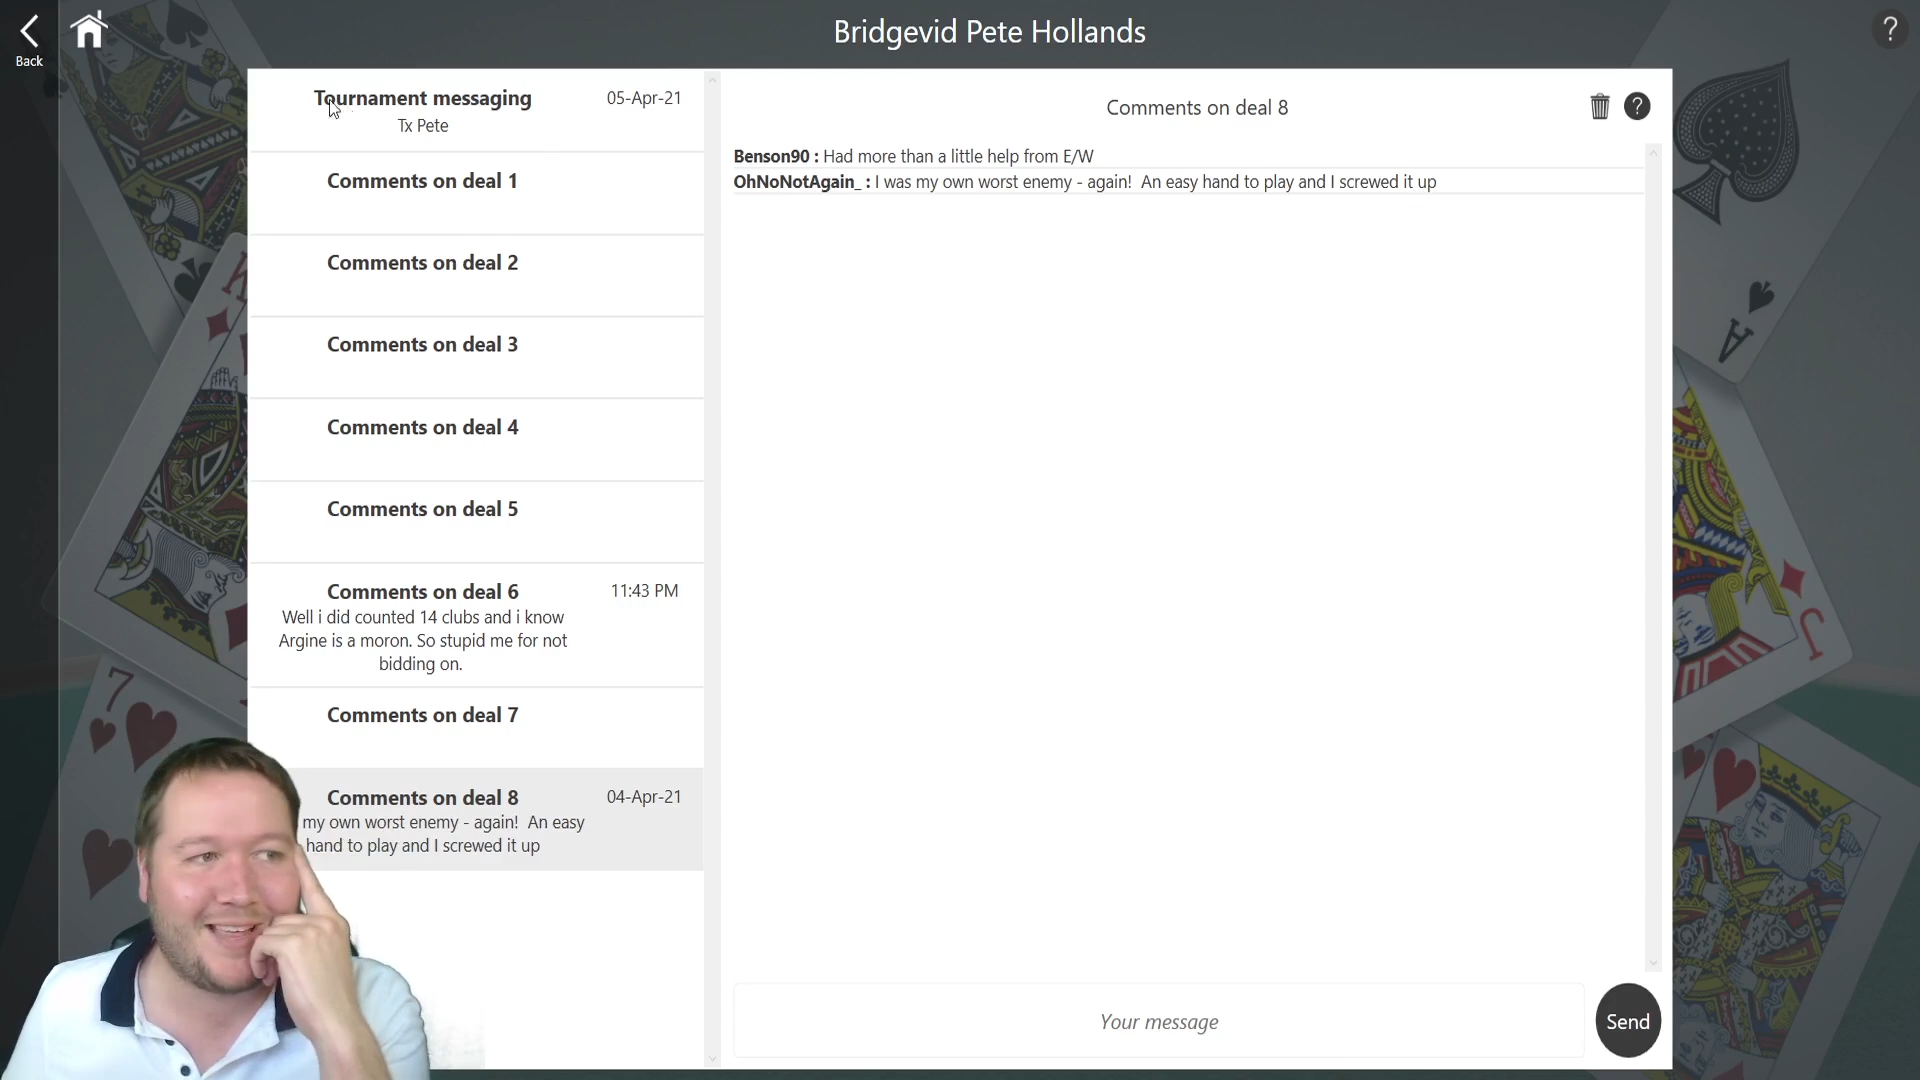 Bridgevid Pete Hollands
?
Back
Tournament messaging 05-Apr-21
Tx Pete
Comments on deal 1
Comments on deal 2
Comments on deal 3
Comments on deal 4
Comments on deal 5
Comments on deal 6 11:43 PM
Well i did counted 14 clubs and i know
Argine is a moron. So stupid me for not
bidding on.
Comments on deal 7
Comments on deal 8 04-Apr-21
my own worst enemy - again! An easy
hand to play and I screwed it up
Comments on deal 8
?
Benson90 : Had more than a little help from E/W
OhNoNotAgain_ : I was my own worst enemy - again! An easy hand to play and I screwed it up
Your message
Send
K
7
A
J